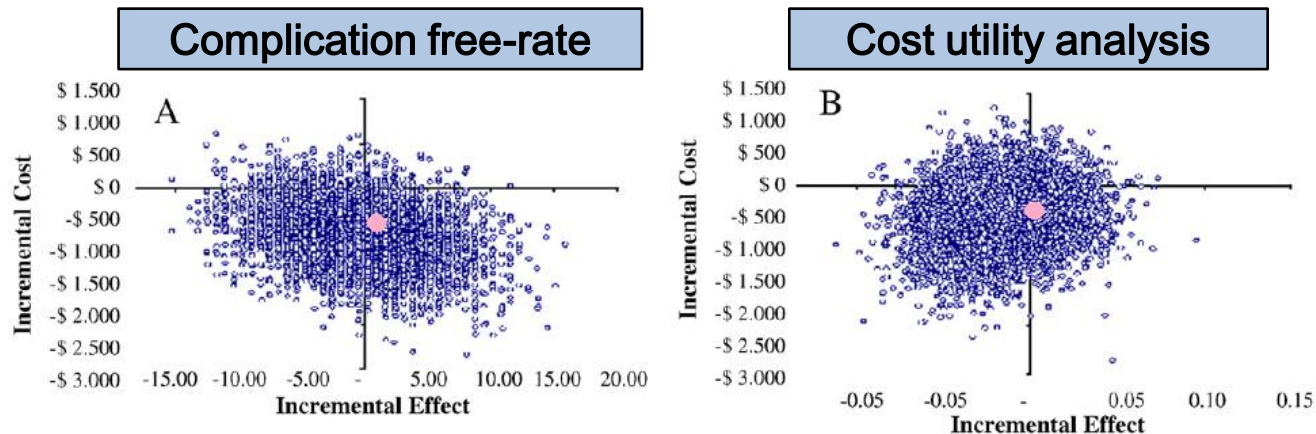 Complication free-rate
Cost utility analysis
A
$ 1.500
$ 1.000
$ 500
$ 0
-$ 500
-$ 1.000
-$ 1.500
-$ 2.000
-$ 2.500
-$ 3.000
Incremental Cost
-15.00 -10.00 -5.00 - 5.00 10.00 15.00 20.00
Incremental Effect
B
$ 1.500
$ 1.000
$ 500
$ 0
-$ 500
-$ 1.000
-$ 1.500
-$ 2.000
-$ 2.500
-$ 3.000
Incremental Cost
-0.05 -0.05 - 0.05 0.10 0.15
Incremental Effect